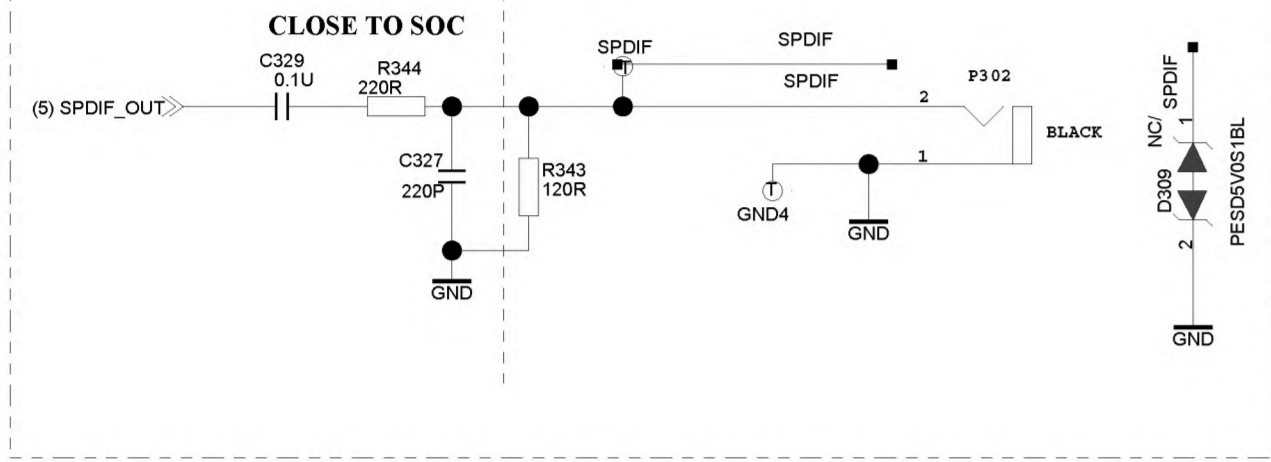 CLOSE TO SOC
C329
0.1U
R344
220R
(5) SPDIF_OUT
C327
220P
GND
R343
120R
SPDIF
SPDIF
SPDIF
2
P302
BLACK
1
GND4
GND
NC/ SPDIF
1
D309
PESD5V0S1BL
2
GND